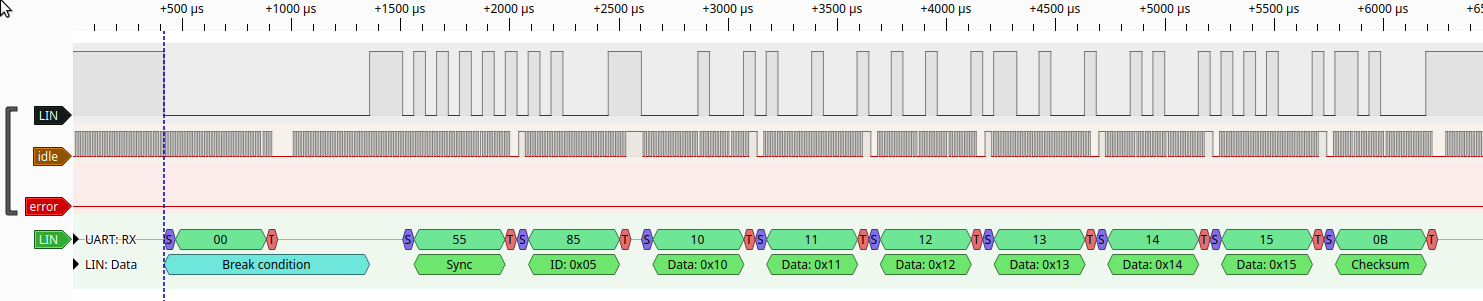 +500 µs +1000 µs +1500 µs +2000 µs +2500 µs +3000 µs +3500 µs +4000 µs +4500 µs +5000 µs +5500 µs +6000 µs +65
LIN
idle
error
LIN UART: RX S 00 T S 55 T S 85 T S 10 T S 11 T S 12 T S 13 T S 14 T S 15 T S 0B T
LIN: Data Break condition Sync ID: 0x05 Data: 0x10 Data: 0x11 Data: 0x12 Data: 0x13 Data: 0x14 Data: 0x15 Checksum